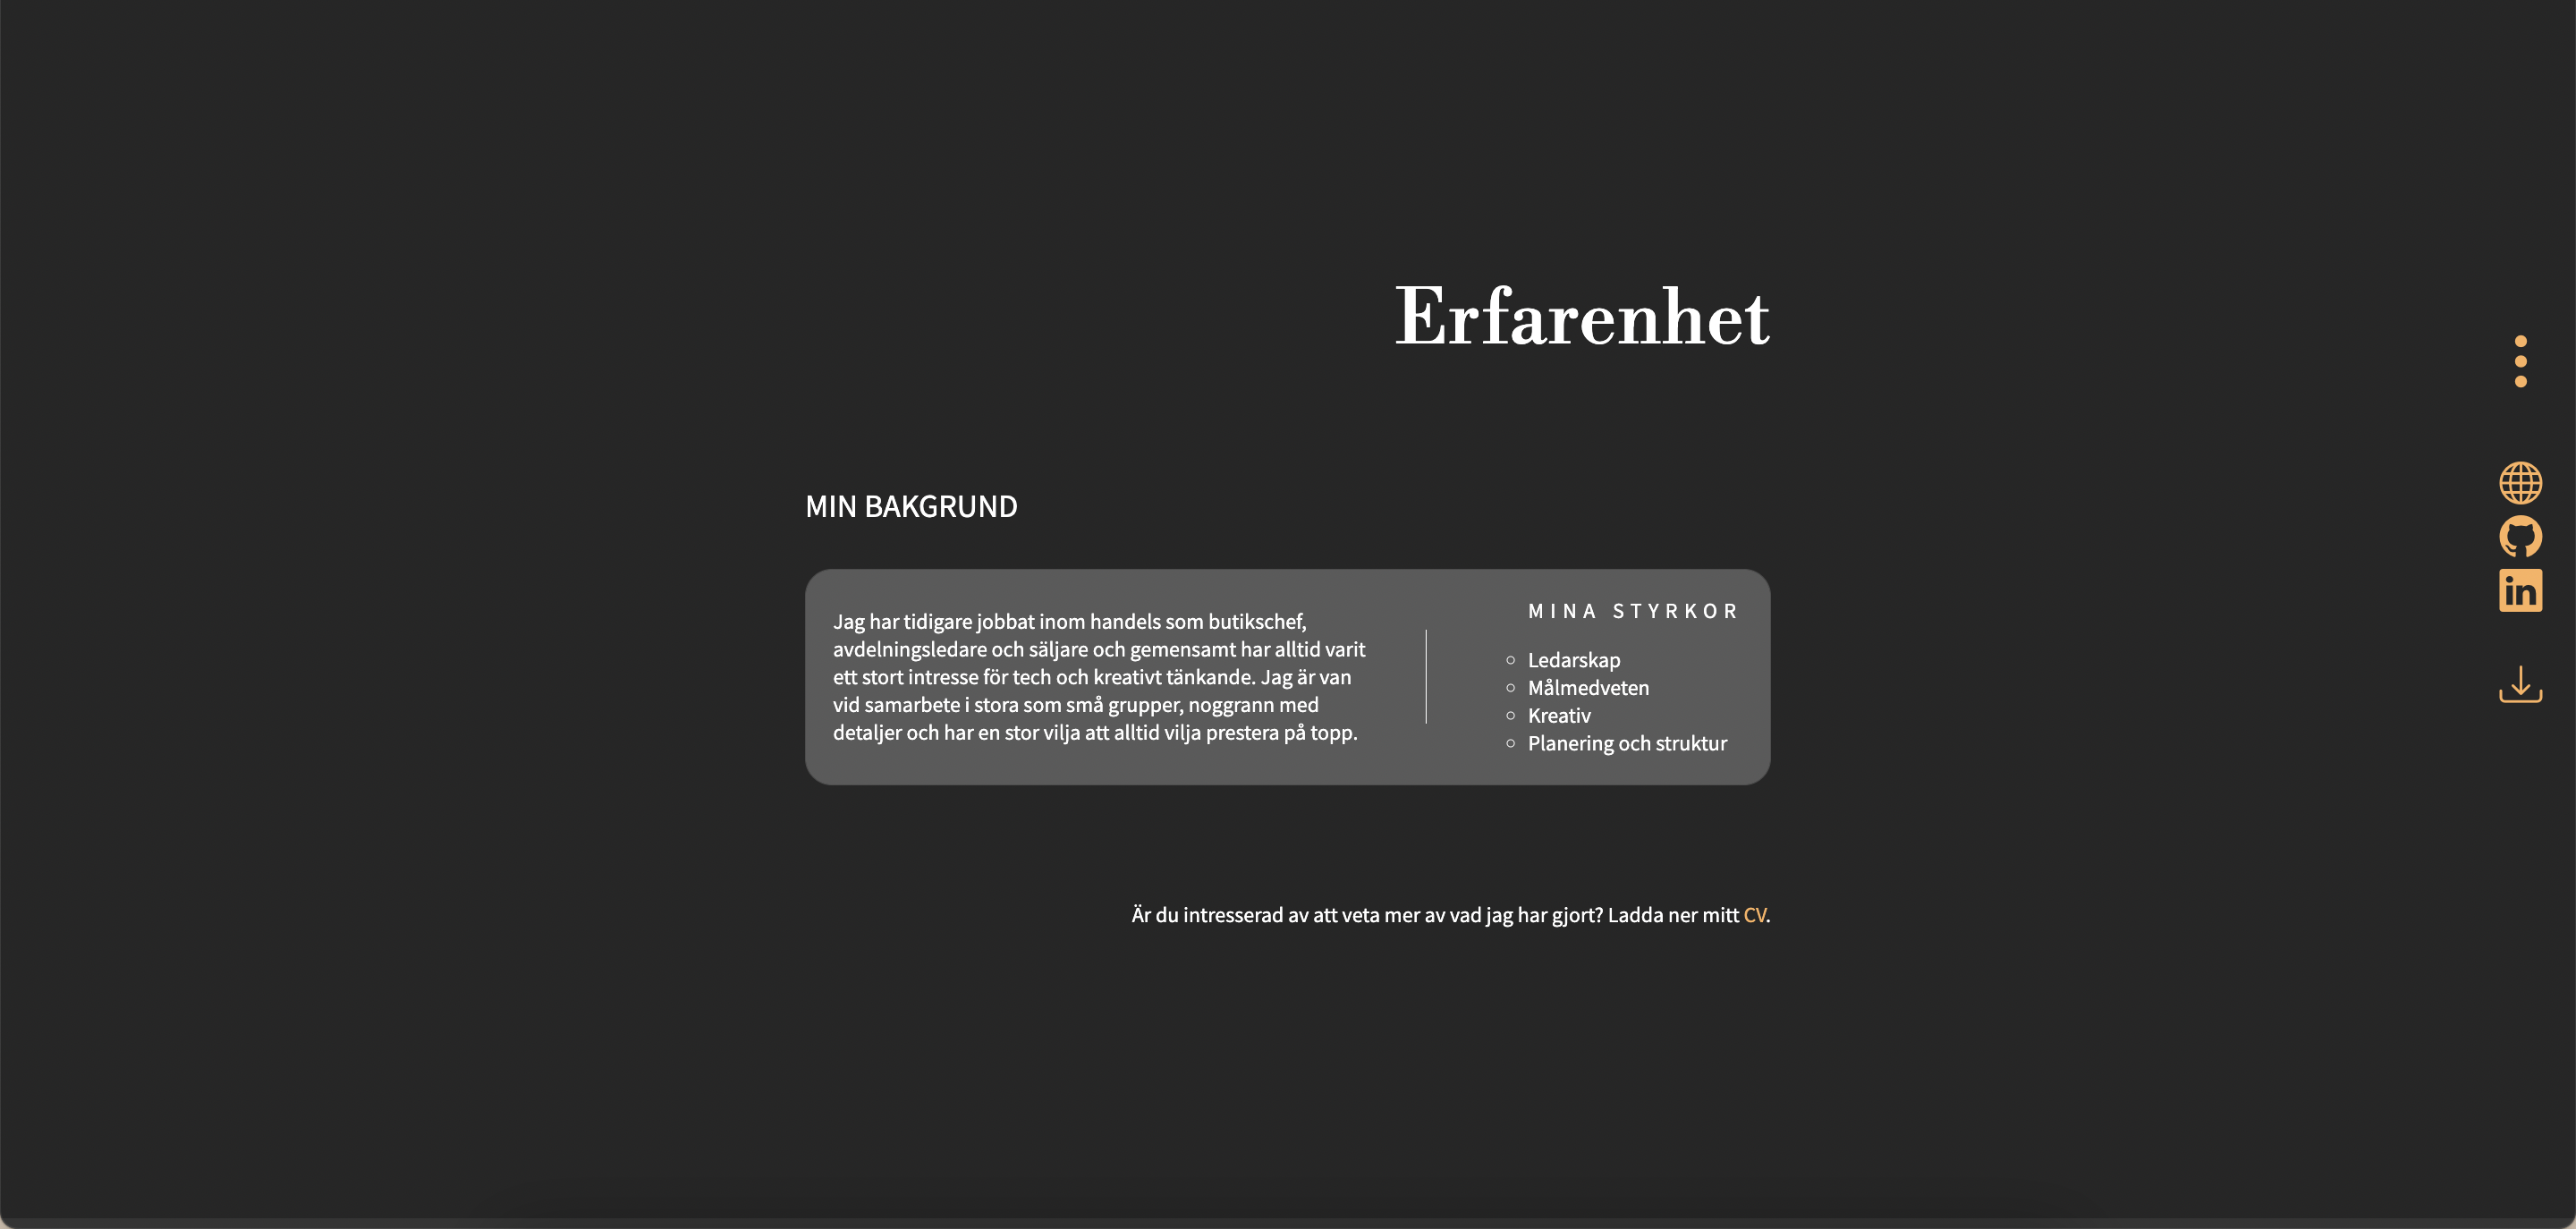 Erfarenhet
MIN BAKGRUND
Jag har tidigare jobbat inom handels som butikschef,
avdelningsledare och säljare och gemensamt har alltid varit
ett stort intresse för tech och kreativt tänkande. Jag är van
vid samarbete i stora som små grupper, noggrann med
detaljer och har en stor vilja att alltid vilja prestera på topp.
MINA STYRKOR
Ledarskap
Målmedveten
Kreativ
Planering och struktur
Är du intresserad av att veta mer av vad jag har gjort? Ladda ner mitt CV.
in